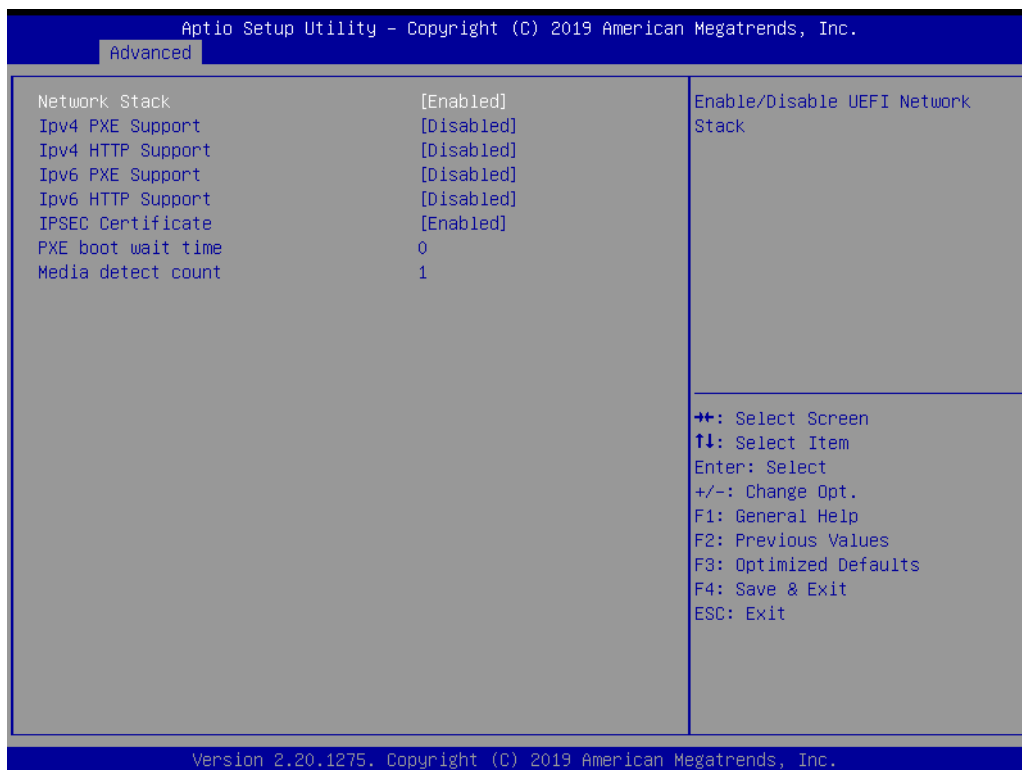 Aptio Setup Utility – Copyright (C) 2019 American Megatrends, Inc.
Advanced
Network Stack [Enabled]
Ipv4 PXE Support [Disabled]
Ipv4 HTTP Support [Disabled]
Ipv6 PXE Support [Disabled]
Ipv6 HTTP Support [Disabled]
IPSEC Certificate [Enabled]
PXE boot wait time 0
Media detect count 1
Enable/Disable UEFI Network
Stack
→←: Select Screen
↑↓: Select Item
Enter: Select
+/-: Change Opt.
F1: General Help
F2: Previous Values
F3: Optimized Defaults
F4: Save & Exit
ESC: Exit
Version 2.20.1275. Copyright (C) 2019 American Megatrends, Inc.